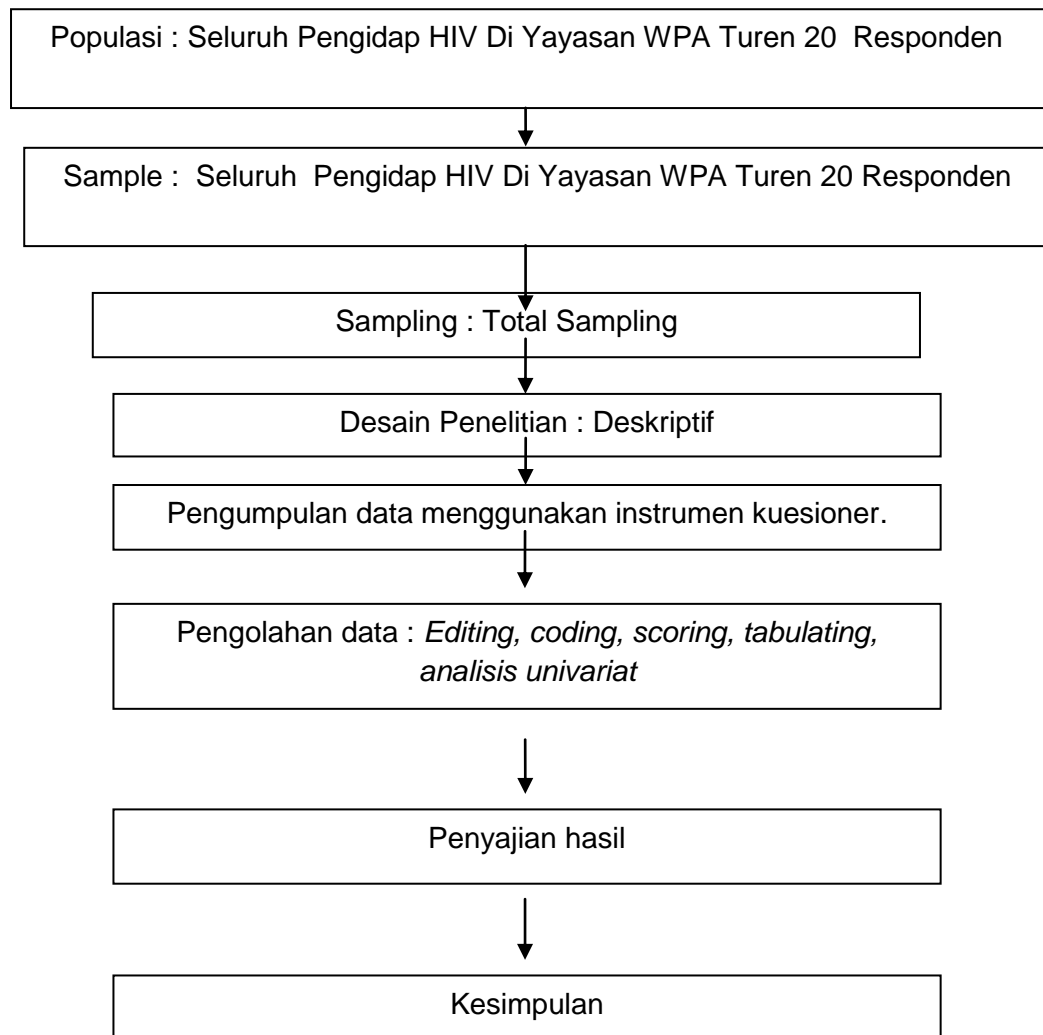 Populasi : Seluruh Pengidap HIV Di Yayasan WPA Turen 20 Responden
Sample : Seluruh Pengidap HIV Di Yayasan WPA Turen 20 Responden
Sampling : Total Sampling
Desain Penelitian : Deskriptif
Pengumpulan data menggunakan instrumen kuesioner.
Pengolahan data : Editing, coding, scoring, tabulating,
analisis univariat
Penyajian hasil
Kesimpulan